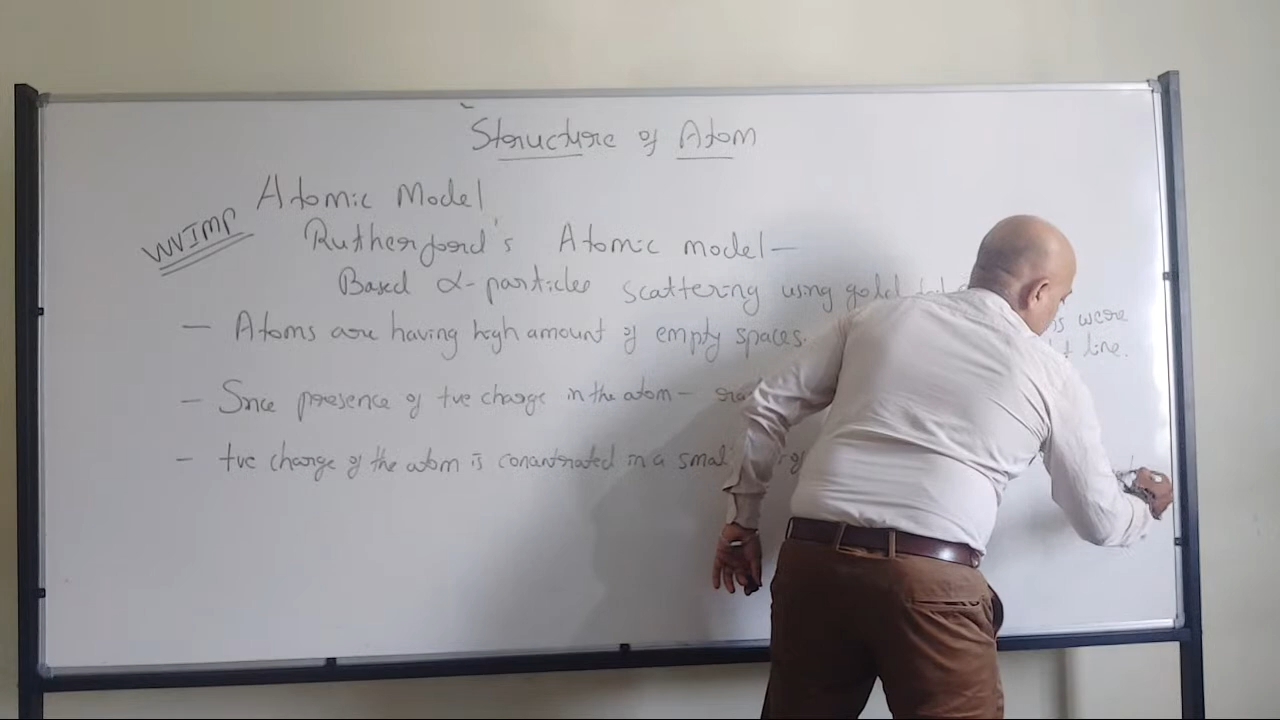 Structure of Atom
Atomic Model
VVIMP
Rutherford's Atomic model—
Based α-particles scattering using gold
— Atoms are having high amount of empty spaces. were
line.
— Since presence of +ve charge in the atom —
— +ve charge of the atom is concentrated in a small